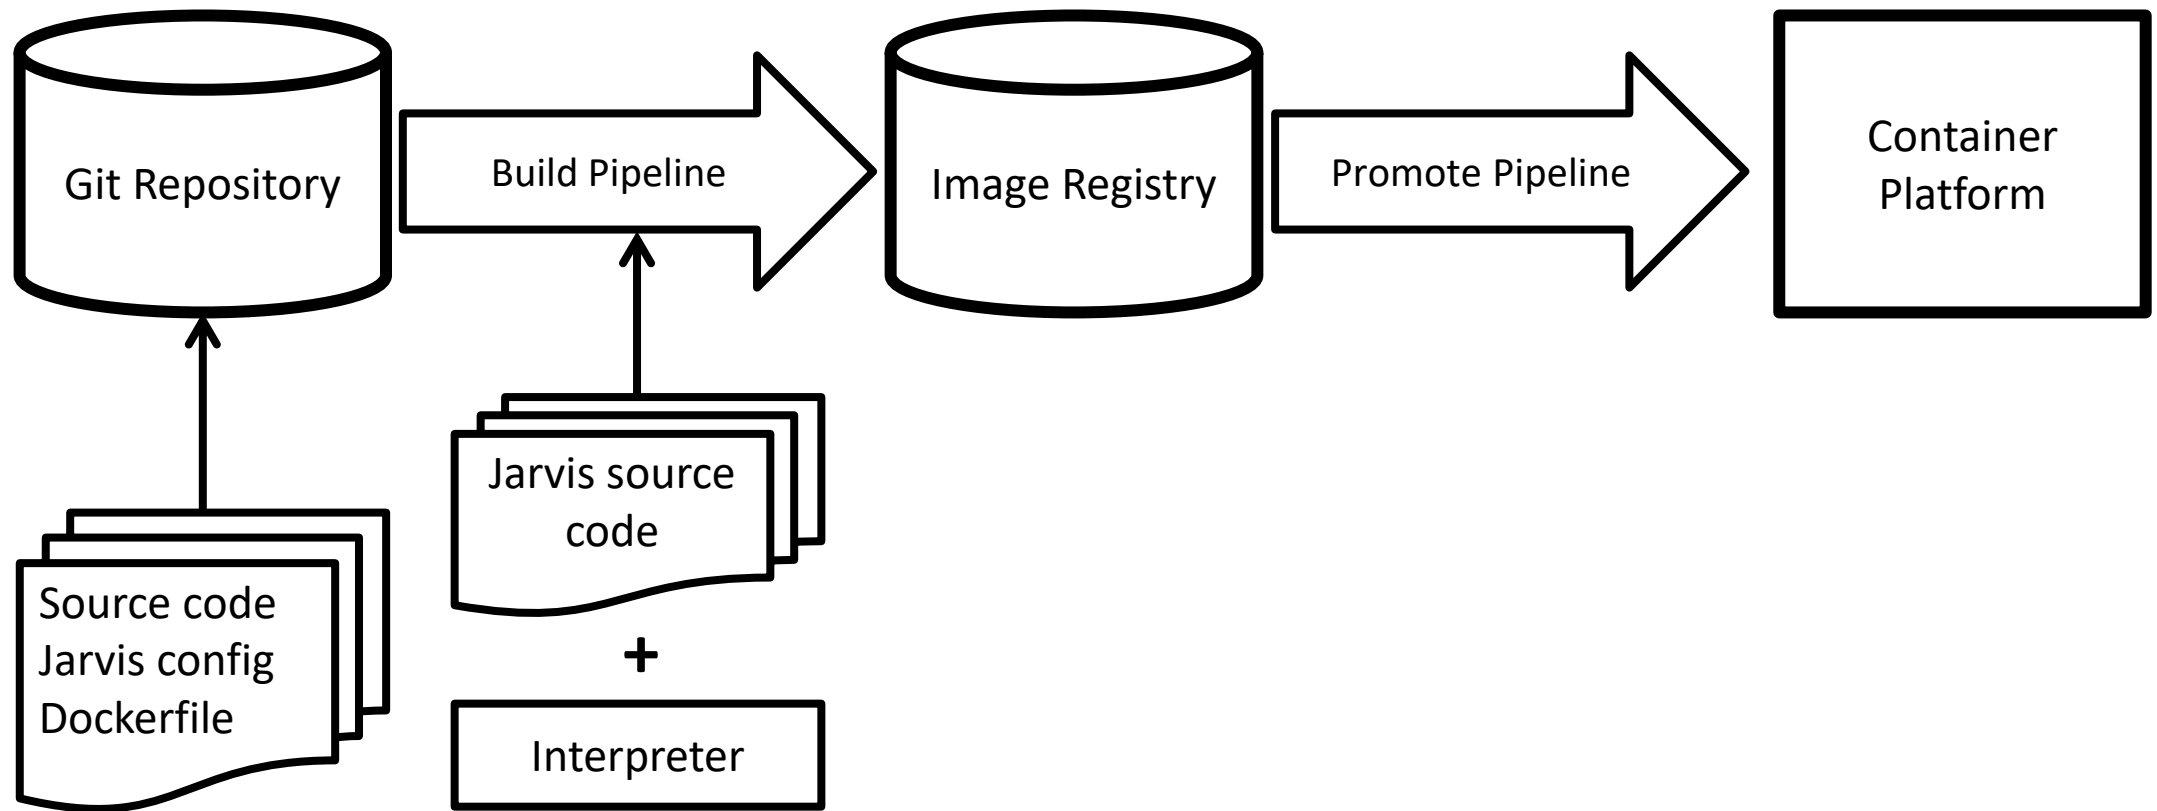 Git Repository
Build Pipeline
Image Registry
Promote Pipeline
Container
Platform
Jarvis source
code
+
Interpreter
Source code
Jarvis config
Dockerfile